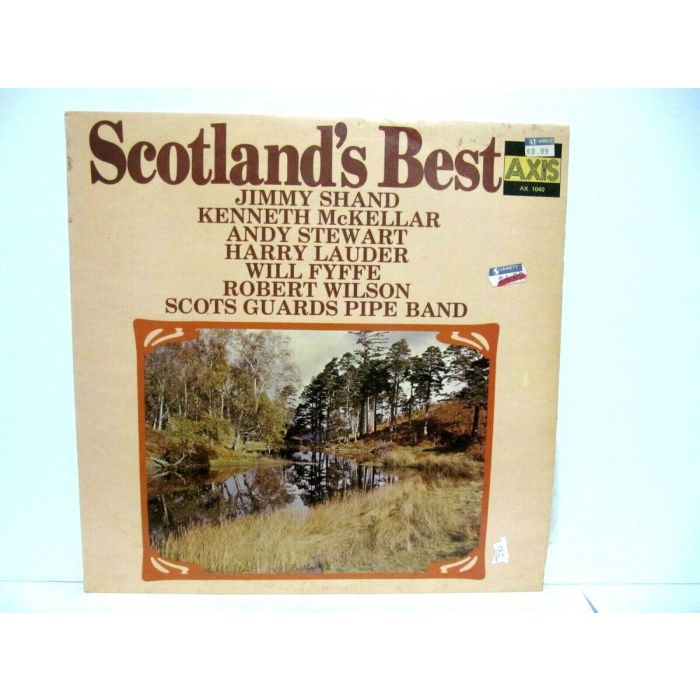 Scotland's Best
JIMMY SHAND
KENNETH McKELLAR
ANDY STEWART
HARRY LAUDER
WILL FYFFE
ROBERT WILSON
SCOTS GUARDS PIPE BAND
AXIS
AX 1040